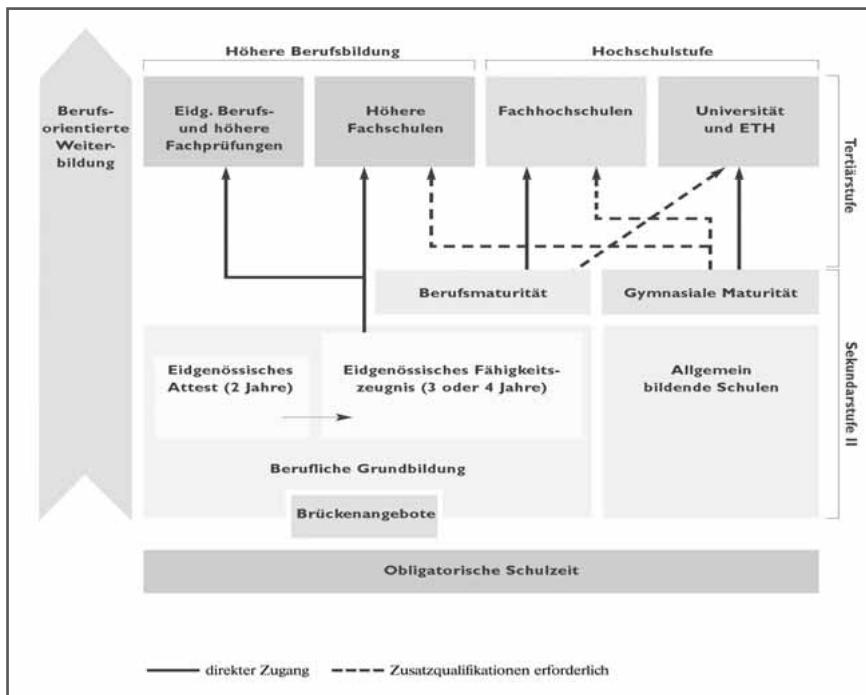 Höhere Berufsbildung
Hochschulstufe
Berufs-
orientierte
Weiter-
bildung
Eidg. Berufs-
und höhere
Fachprüfungen
Höhere
Fachschulen
Fachhochschulen
Universität
und ETH
Tertiärstufe
Berufsmaturität
Gymnasiale Maturität
Eidgenössisches
Attest (2 Jahre)
Eidgenössisches Fähigkeits-
zeugnis (3 oder 4 Jahre)
Allgemein
bildende Schulen
Sekundarstufe II
Berufliche Grundbildung
Brückenangebote
Obligatorische Schulzeit
direkter Zugang
Zusatzqualifikationen erforderlich